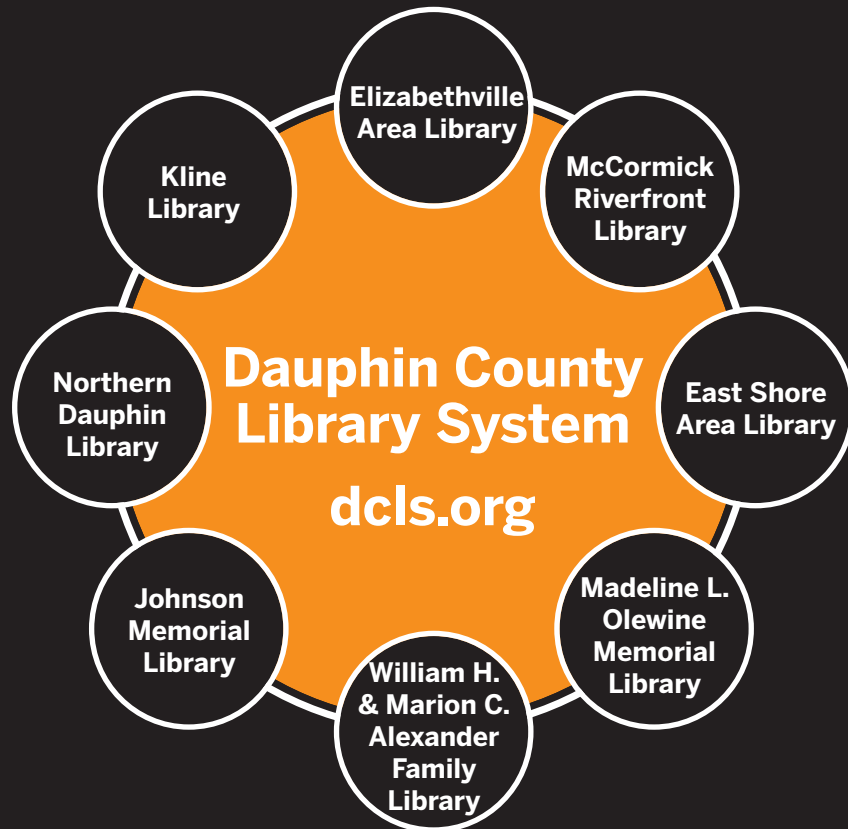 Elizabethville
Area Library
McCormick
Riverfront
Library
East Shore
Area Library
Madeline L.
Olewine
Memorial
Library
William H.
& Marion C.
Alexander
Family
Library
Johnson
Memorial
Library
Northern
Dauphin
Library
Kline
Library
Dauphin County
Library System
dcls.org